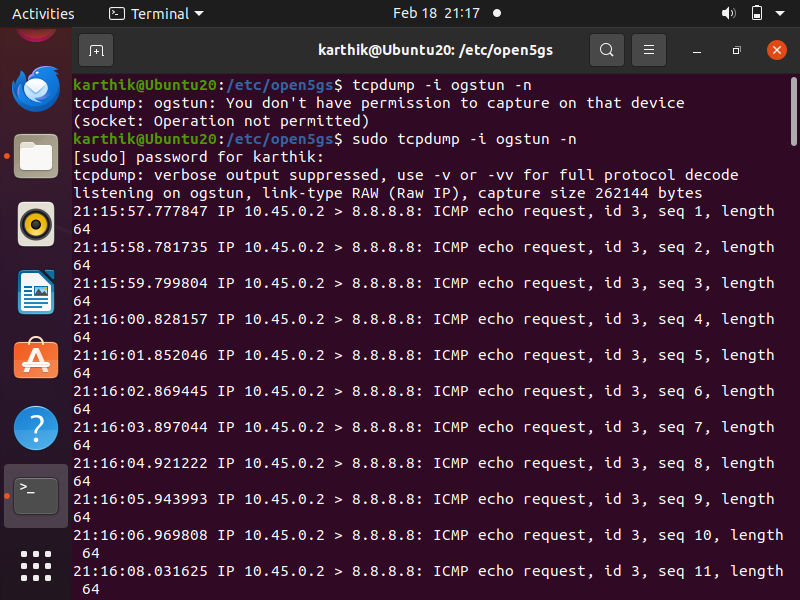 Activities
Terminal
Feb 18 21:17
karthik@Ubuntu20: /etc/open5gs
karthik@Ubuntu20:/etc/open5gs$ tcpdump -i ogstun -n
tcpdump: ogstun: You don't have permission to capture on that device
(socket: Operation not permitted)
karthik@Ubuntu20:/etc/open5gs$ sudo tcpdump -i ogstun -n
[sudo] password for karthik:
tcpdump: verbose output suppressed, use -v or -vv for full protocol decode
listening on ogstun, link-type RAW (Raw IP), capture size 262144 bytes
21:15:57.777847 IP 10.45.0.2 > 8.8.8.8: ICMP echo request, id 3, seq 1, length
64
21:15:58.781735 IP 10.45.0.2 > 8.8.8.8: ICMP echo request, id 3, seq 2, length
64
21:15:59.799804 IP 10.45.0.2 > 8.8.8.8: ICMP echo request, id 3, seq 3, length
64
21:16:00.828157 IP 10.45.0.2 > 8.8.8.8: ICMP echo request, id 3, seq 4, length
64
21:16:01.852046 IP 10.45.0.2 > 8.8.8.8: ICMP echo request, id 3, seq 5, length
64
21:16:02.869445 IP 10.45.0.2 > 8.8.8.8: ICMP echo request, id 3, seq 6, length
64
21:16:03.897044 IP 10.45.0.2 > 8.8.8.8: ICMP echo request, id 3, seq 7, length
64
21:16:04.921222 IP 10.45.0.2 > 8.8.8.8: ICMP echo request, id 3, seq 8, length
64
21:16:05.943993 IP 10.45.0.2 > 8.8.8.8: ICMP echo request, id 3, seq 9, length
64
21:16:06.969808 IP 10.45.0.2 > 8.8.8.8: ICMP echo request, id 3, seq 10, length
64
21:16:08.031625 IP 10.45.0.2 > 8.8.8.8: ICMP echo request, id 3, seq 11, length
64